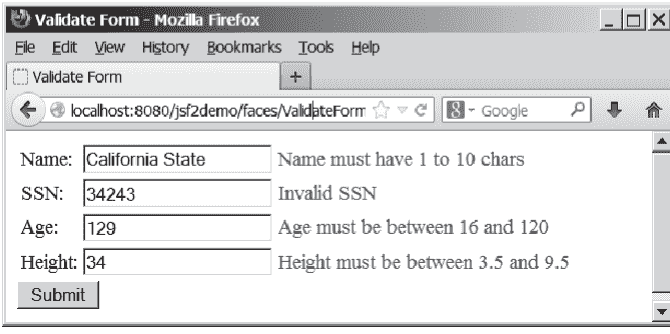 Validate Form - Mozilla Firefox
File Edit View History Bookmarks Tools Help
Validate Form +
localhost:8080/jsf2demo/faces/ValidateForm 8 - Google
Name: California State Name must have 1 to 10 chars
SSN: 34243 Invalid SSN
Age: 129 Age must be between 16 and 120
Height: 34 Height must be between 3.5 and 9.5
Submit